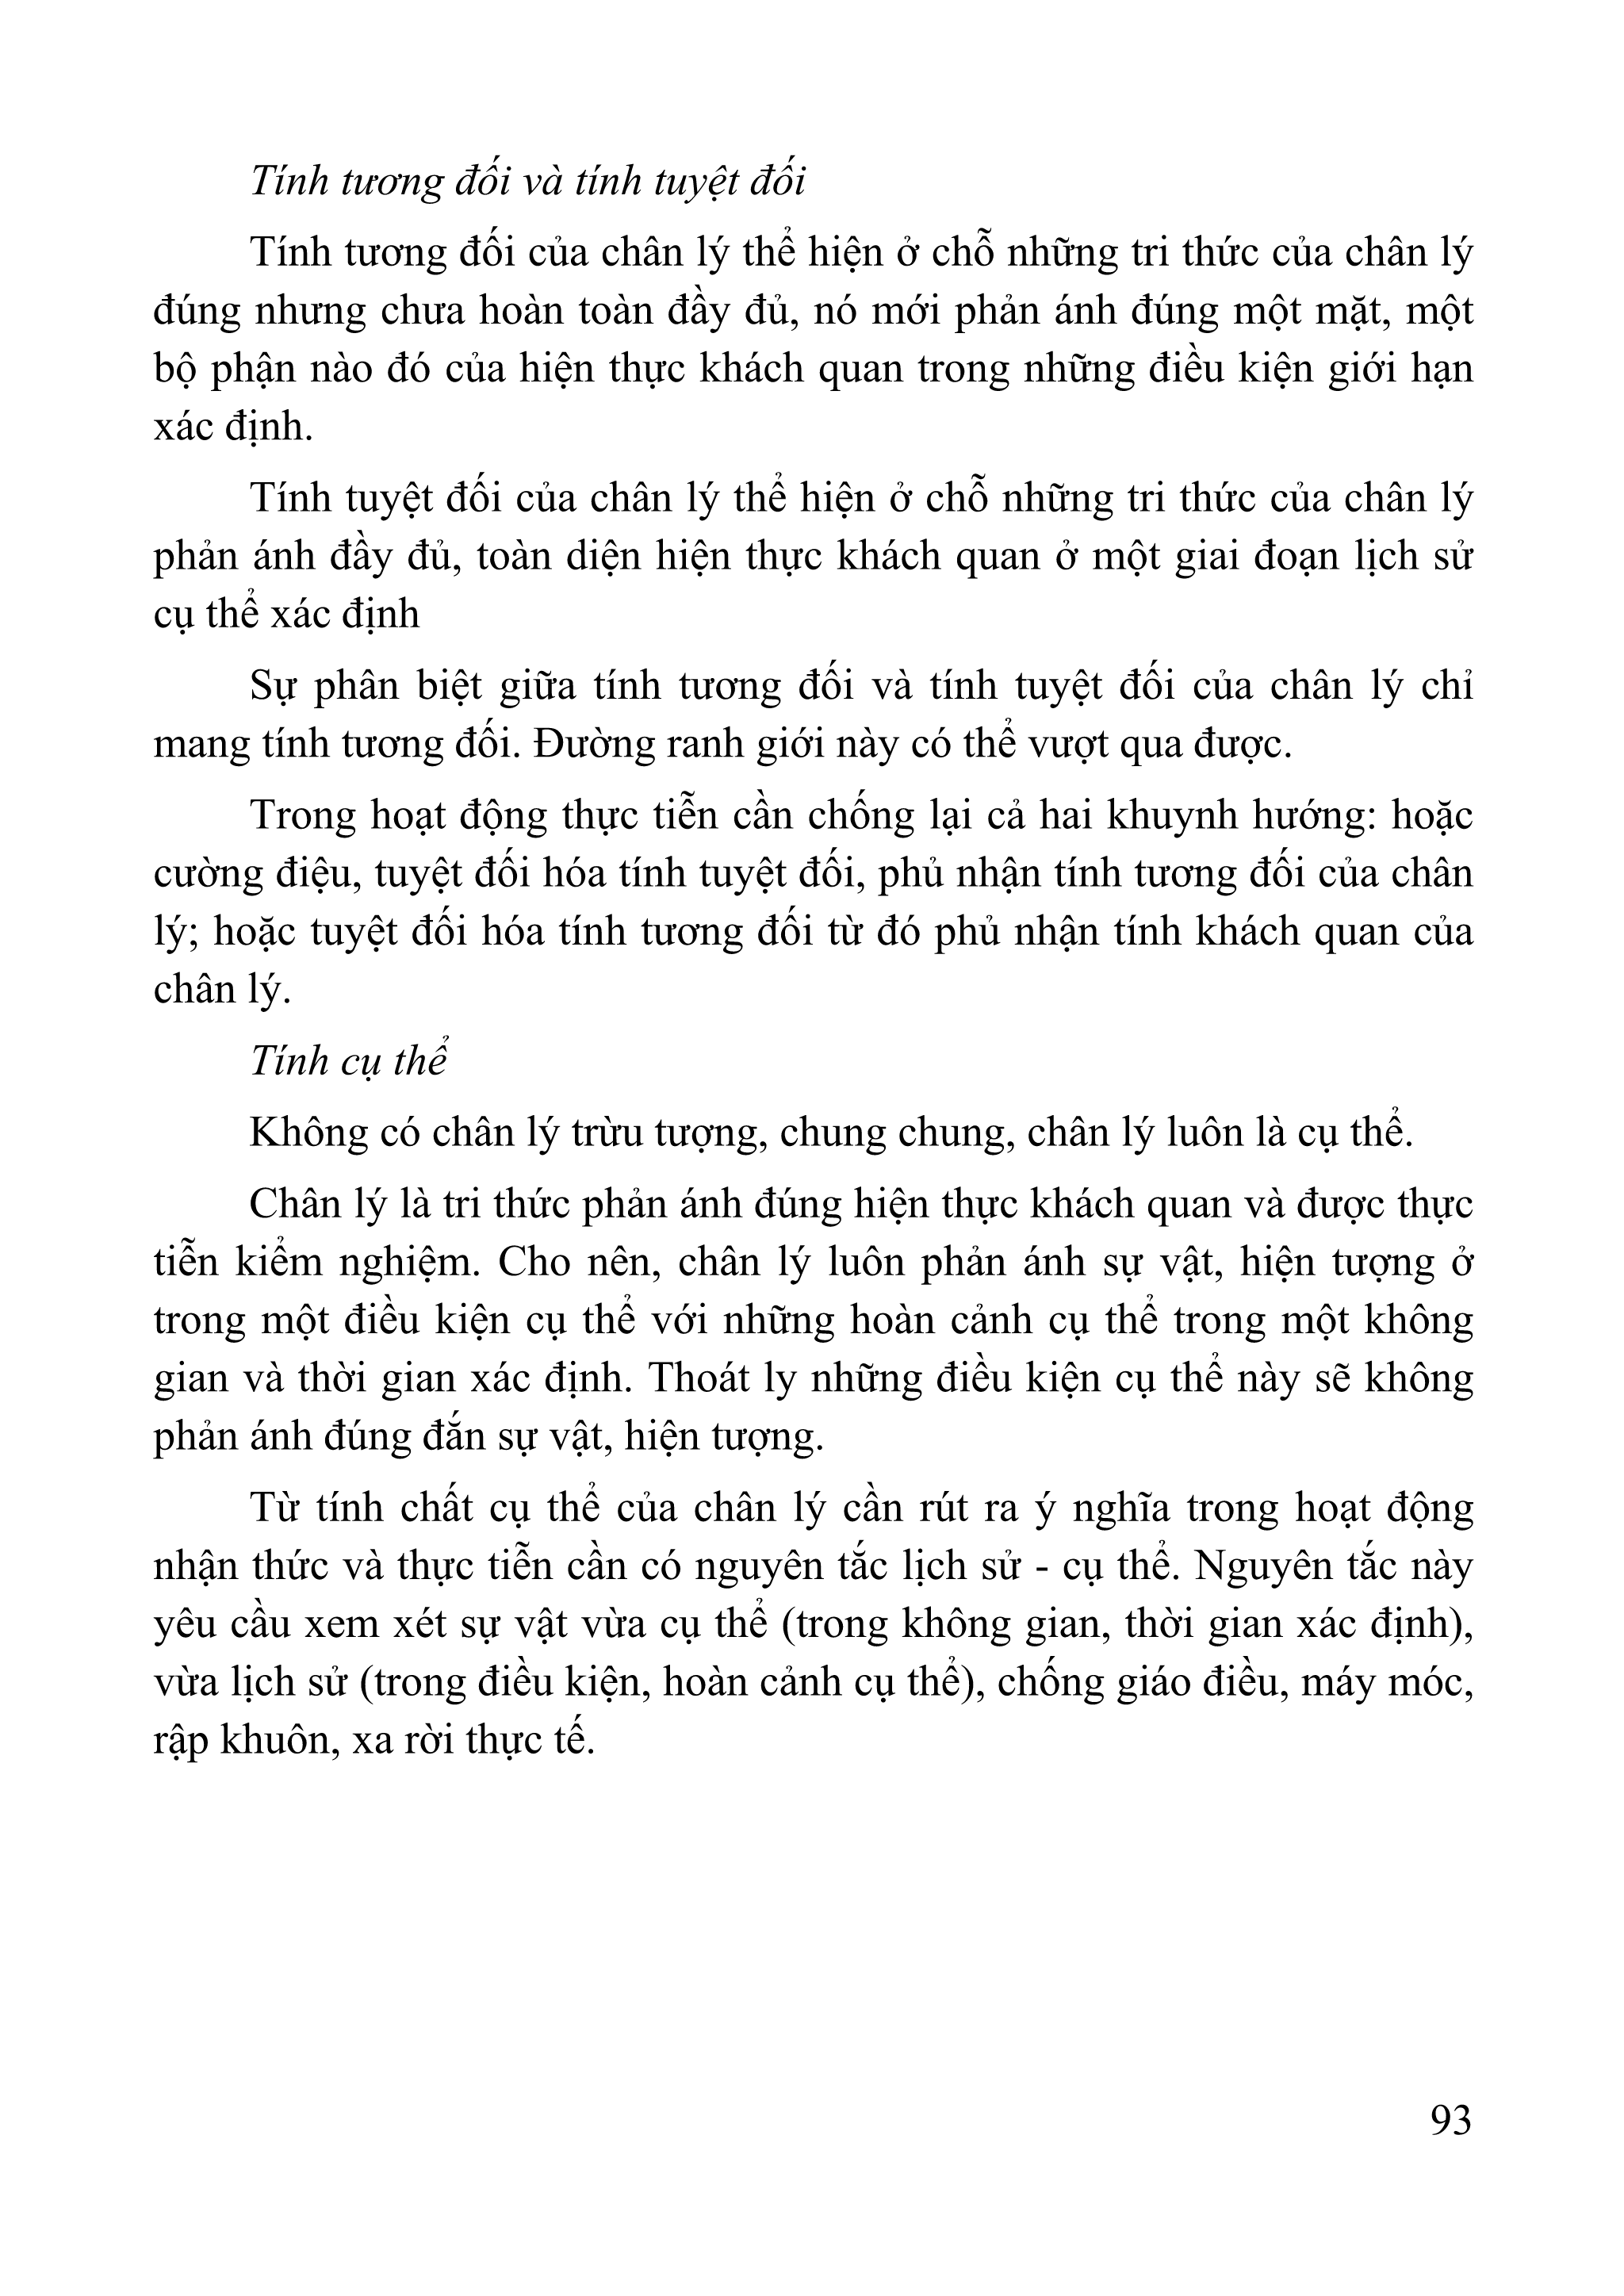 Tính tương đối và tính tuyệt đối
Tính tương đối của chân lý thể hiện ở chỗ những tri thức của chân lý
đúng nhưng chưa hoàn toàn đầy đủ, nó mới phản ánh đúng một mặt, một
bộ phận nào đó của hiện thực khách quan trong những điều kiện giới hạn
xác định.
Tính tuyệt đối của chân lý thể hiện ở chỗ những tri thức của chân lý
phản ánh đầy đủ, toàn diện hiện thực khách quan ở một giai đoạn lịch sử
cụ thể xác định
Sự phân biệt giữa tính tương đối và tính tuyệt đối của chân lý chỉ
mang tính tương đối. Đường ranh giới này có thể vượt qua được.
Trong hoạt động thực tiễn cần chống lại cả hai khuynh hướng: hoặc
cường điệu, tuyệt đối hóa tính tuyệt đối, phủ nhận tính tương đối của chân
lý; hoặc tuyệt đối hóa tính tương đối từ đó phủ nhận tính khách quan của
chân lý.
Tính cụ thể
Không có chân lý trừu tượng, chung chung, chân lý luôn là cụ thể.
Chân lý là tri thức phản ánh đúng hiện thực khách quan và được thực
tiễn kiểm nghiệm. Cho nên, chân lý luôn phản ánh sự vật, hiện tượng ở
trong một điều kiện cụ thể với những hoàn cảnh cụ thể trong một không
gian và thời gian xác định. Thoát ly những điều kiện cụ thể này sẽ không
phản ánh đúng đắn sự vật, hiện tượng.
Từ tính chất cụ thể của chân lý cần rút ra ý nghĩa trong hoạt động
nhận thức và thực tiễn cần có nguyên tắc lịch sử - cụ thể. Nguyên tắc này
yêu cầu xem xét sự vật vừa cụ thể (trong không gian, thời gian xác định),
vừa lịch sử (trong điều kiện, hoàn cảnh cụ thể), chống giáo điều, máy móc,
rập khuôn, xa rời thực tế.
93